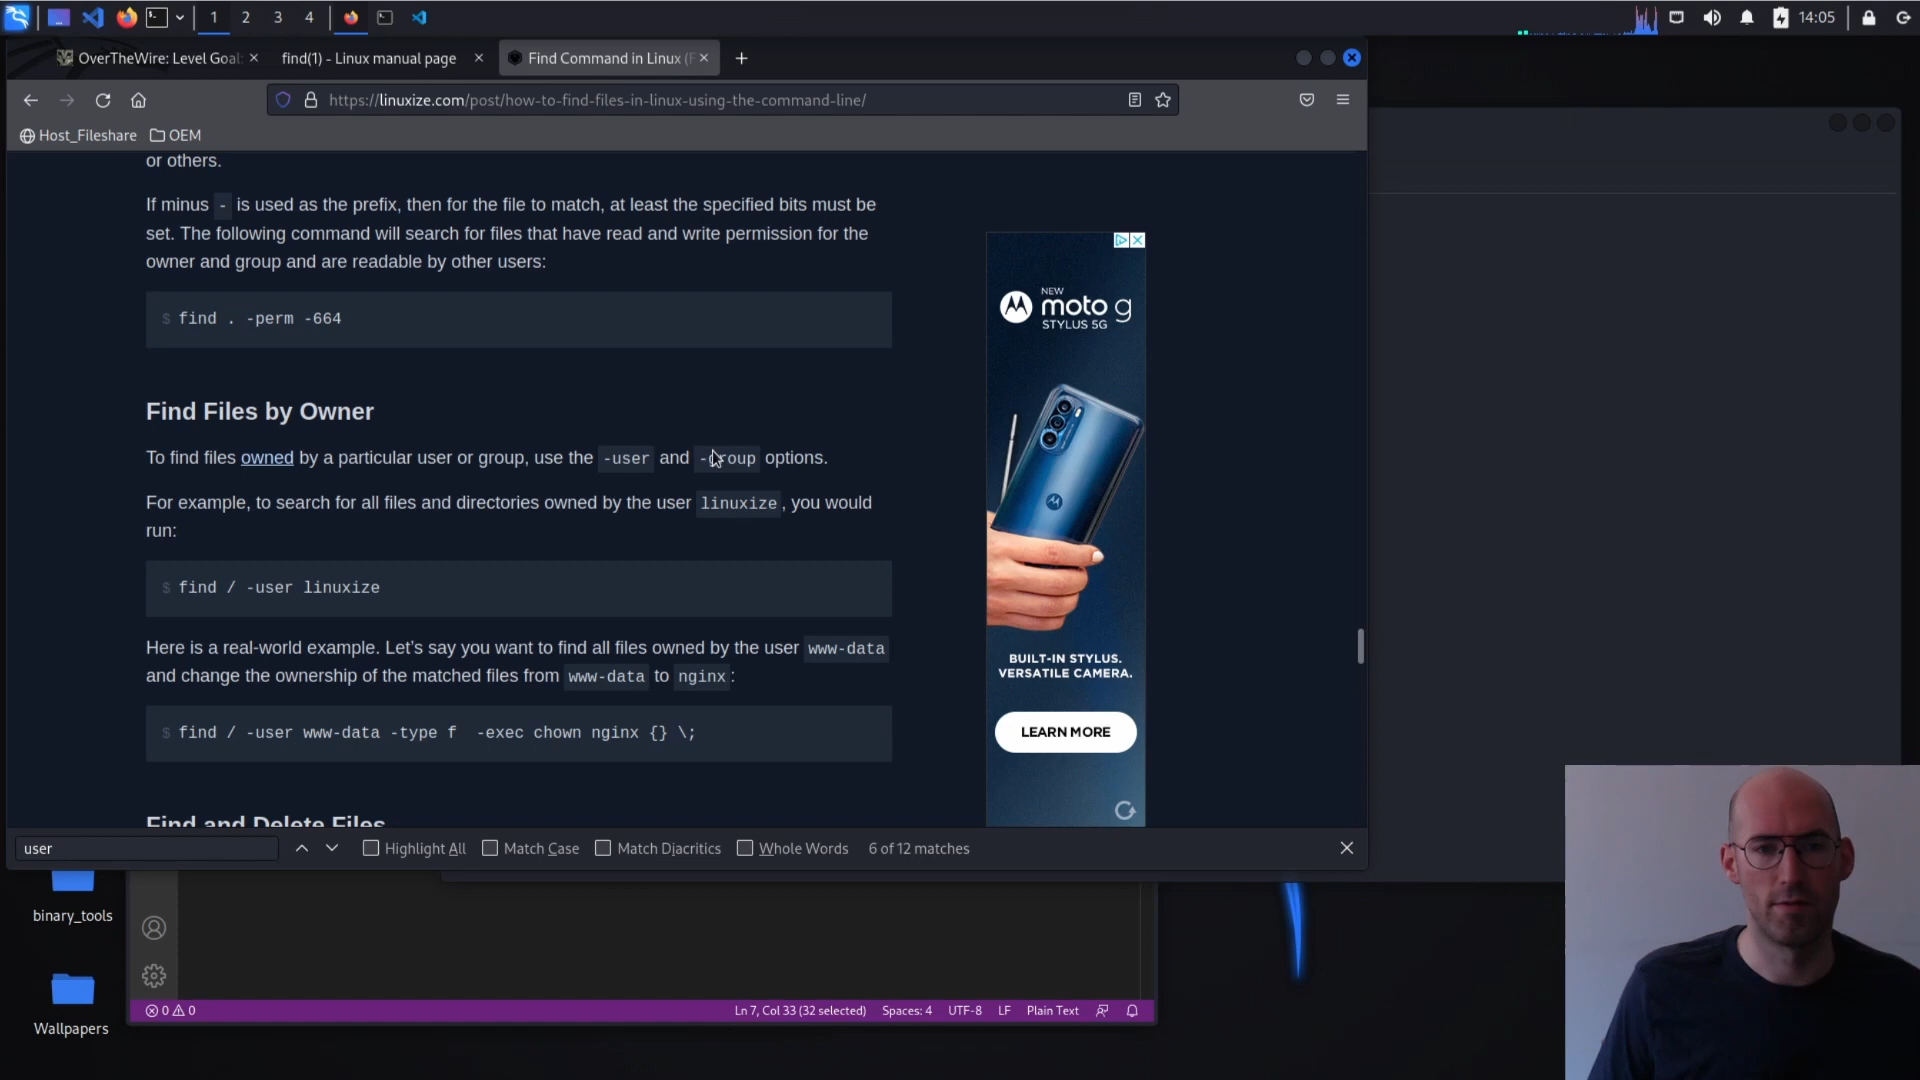 1 2 3 4
14:05
OverTheWire: Level Goal:
find(1) - Linux manual page
Find Command in Linux (F
https://linuxize.com/post/how-to-find-files-in-linux-using-the-command-line/
Host_Fileshare OEM
or others.
If minus - is used as the prefix, then for the file to match, at least the specified bits must be
set. The following command will search for files that have read and write permission for the
owner and group and are readable by other users:
$ find . -perm -664
Find Files by Owner
To find files owned by a particular user or group, use the -user and -group options.
For example, to search for all files and directories owned by the user linuxize, you would
run:
$ find / -user linuxize
Here is a real-world example. Let's say you want to find all files owned by the user www-data
and change the ownership of the matched files from www-data to nginx:
$ find / -user www-data -type f  -exec chown nginx {} \;
Find and Delete Files
NEW
moto g
STYLUS 5G
BUILT-IN STYLUS.
VERSATILE CAMERA.
LEARN MORE
user Highlight All Match Case Match Diacritics Whole Words 6 of 12 matches
binary_tools
Wallpapers
0 0 Ln 7, Col 33 (32 selected) Spaces: 4 UTF-8 LF Plain Text